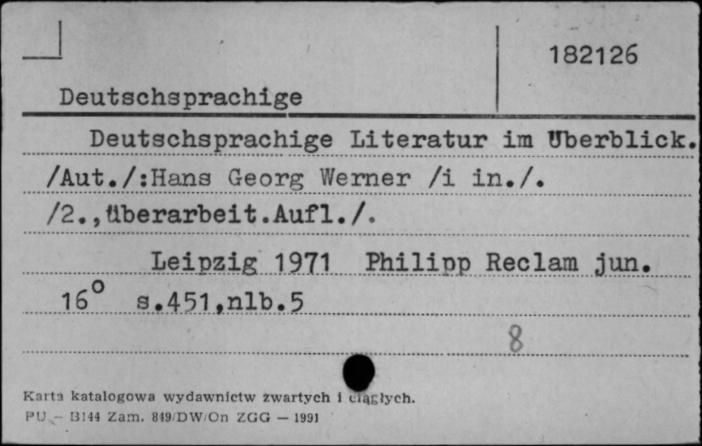 182126
Deutschsprachige
Deutschsprachige Literatur im Überblick.
/Aut./:Hans Georg Werner /i in./.
/2.,überarbeit.Aufl./.
Leipzig 1971 Philipp Reclam jun.
16° s.451,nlb.5
8
Karta katalogowa wydawnictw zwartych i ciągłych.
PU – B144 Zam. 849/DW/On ZGG — 1991